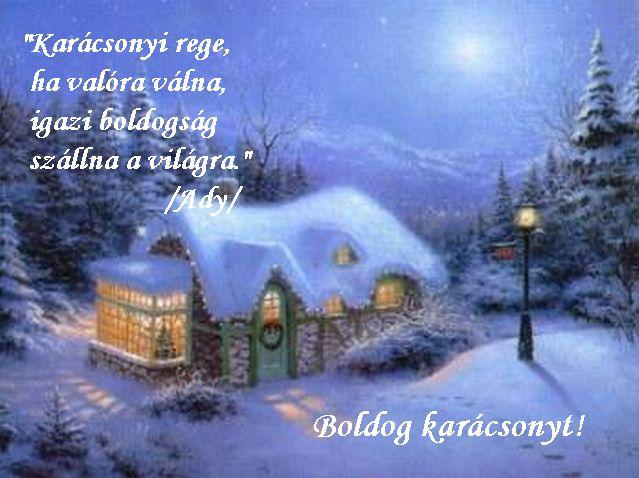 "Karácsonyi rege,
ha valóra válna,
igazi boldogság
szállna a világra."
/Ady/
Boldog karácsonyt!